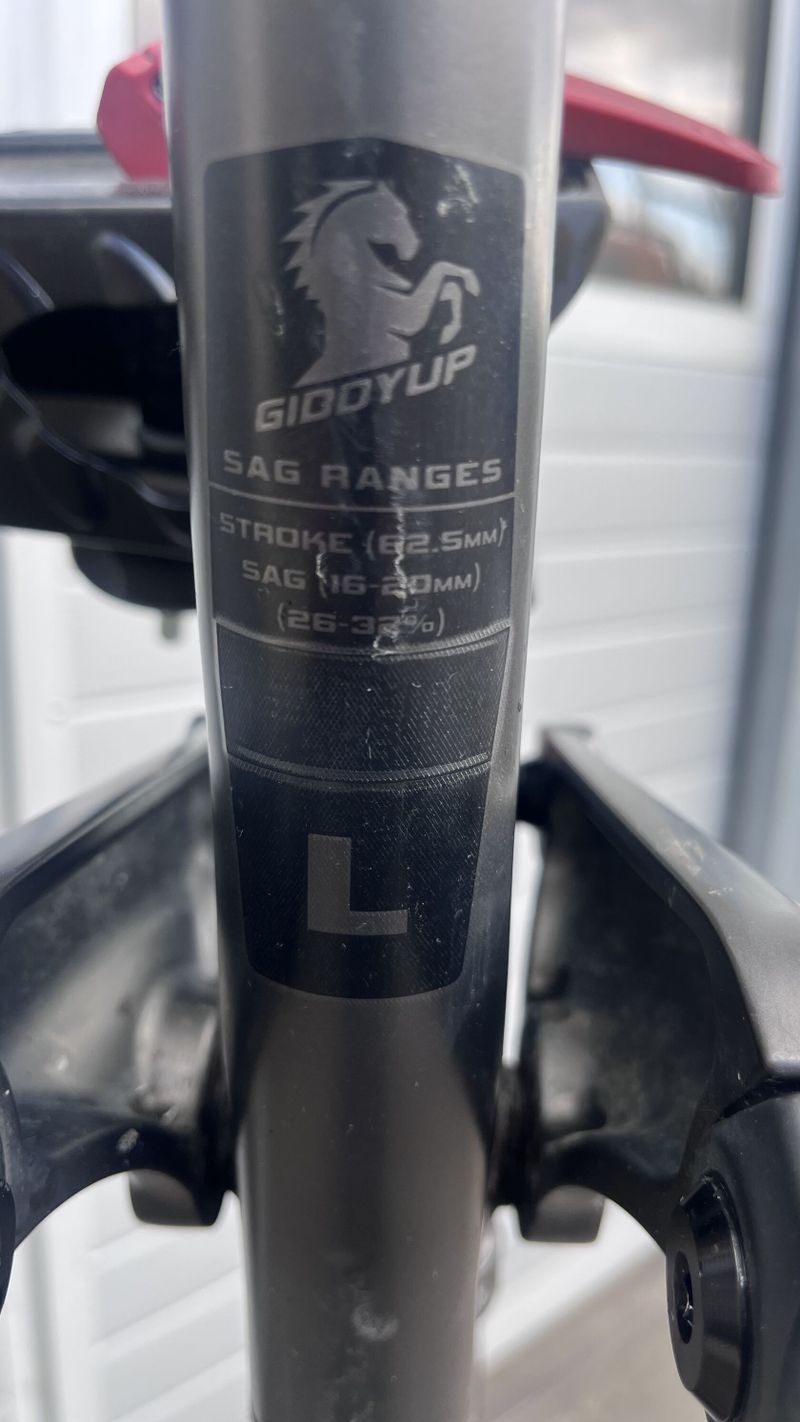 GIDDYUP
SAG RANGES
STROKE (62.5MM)
SAG (16-20MM)
(26-32%)
L